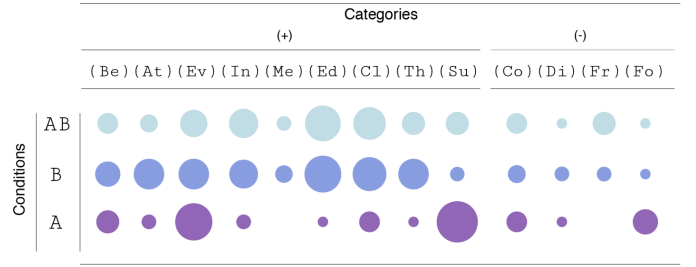 Categories
(+) (-)
(Be) (At) (Ev) (In) (Me) (Ed) (Cl) (Th) (Su) (Co) (Di) (Fr) (Fo)
Conditions
AB
B
A